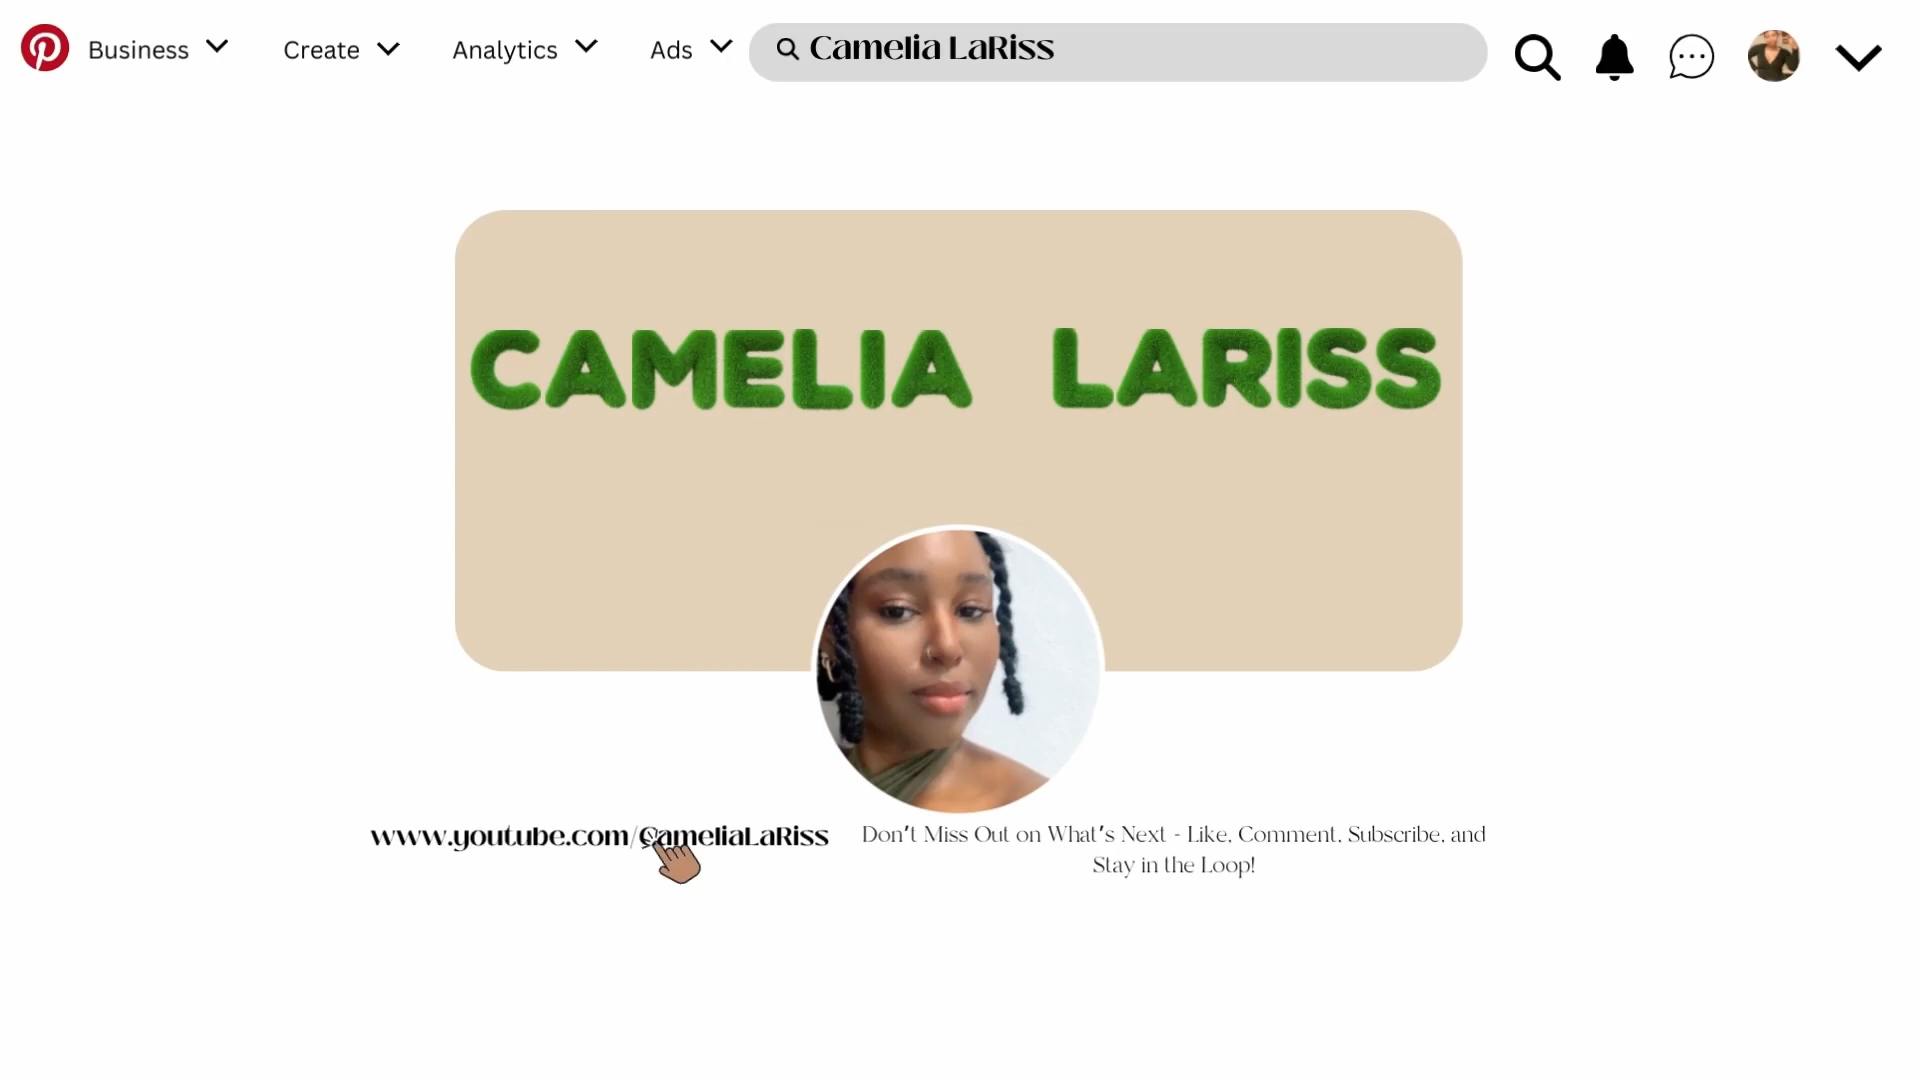 Business
Create
Analytics
Ads
Camelia LaRiss
CAMELIA LARISS
www.youtube.com/CameliaLaRiss
Don't Miss Out on What's Next - Like, Comment, Subscribe, and
Stay in the Loop!